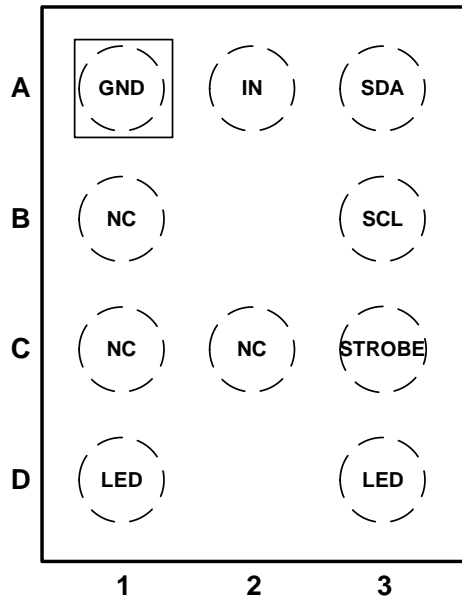 A GND IN SDA
B NC SCL
C NC NC STROBE
D LED LED
1 2 3